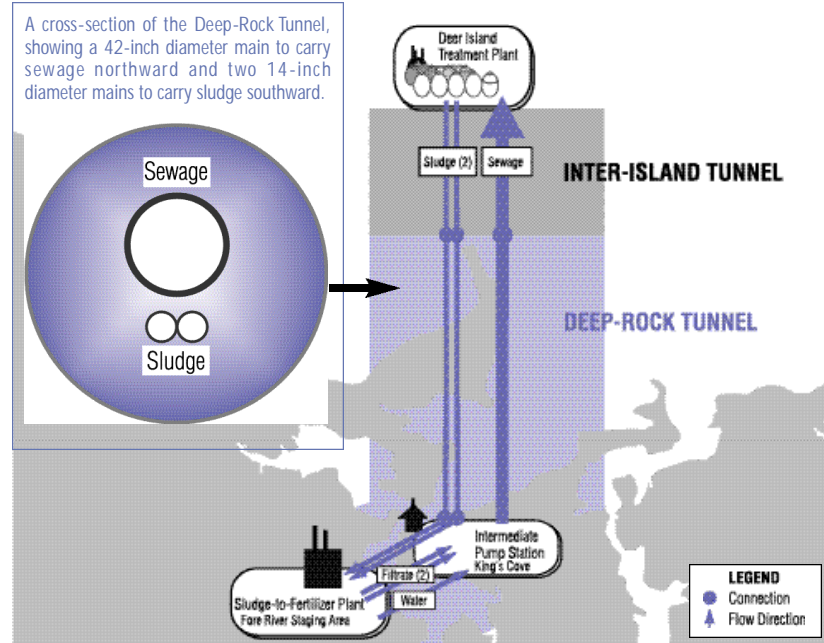 A cross-section of the Deep-Rock Tunnel,
showing a 42-inch diameter main to carry
sewage northward and two 14-inch
diameter mains to carry sludge southward.
Sewage
Sludge
Deer Island
Treatment Plant
Sludge (2)
Sewage
INTER-ISLAND TUNNEL
DEEP-ROCK TUNNEL
Intermediate
Pump Station
King's Cove
Filtrate (2)
Water
Sludge-to-Fertilizer Plant
Fore River Staging Area
LEGEND
Connection
Flow Direction